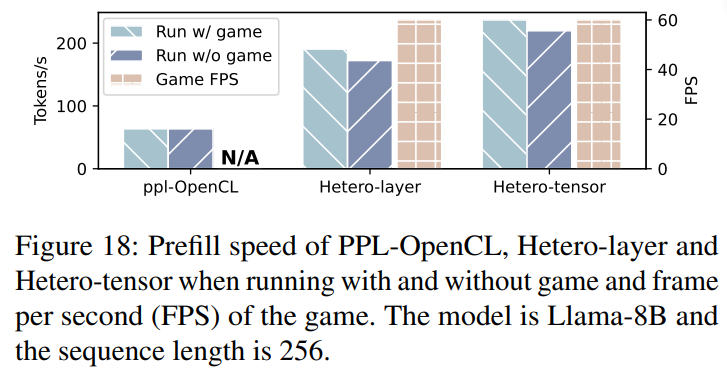 Run w/ game
Run w/o game
Game FPS
Tokens/s
200
100
0
N/A
60
40
20
0
FPS
ppl-OpenCL
Hetero-layer
Hetero-tensor
Figure 18: Prefill speed of PPL-OpenCL, Hetero-layer and
Hetero-tensor when running with and without game and frame
per second (FPS) of the game. The model is Llama-8B and
the sequence length is 256.